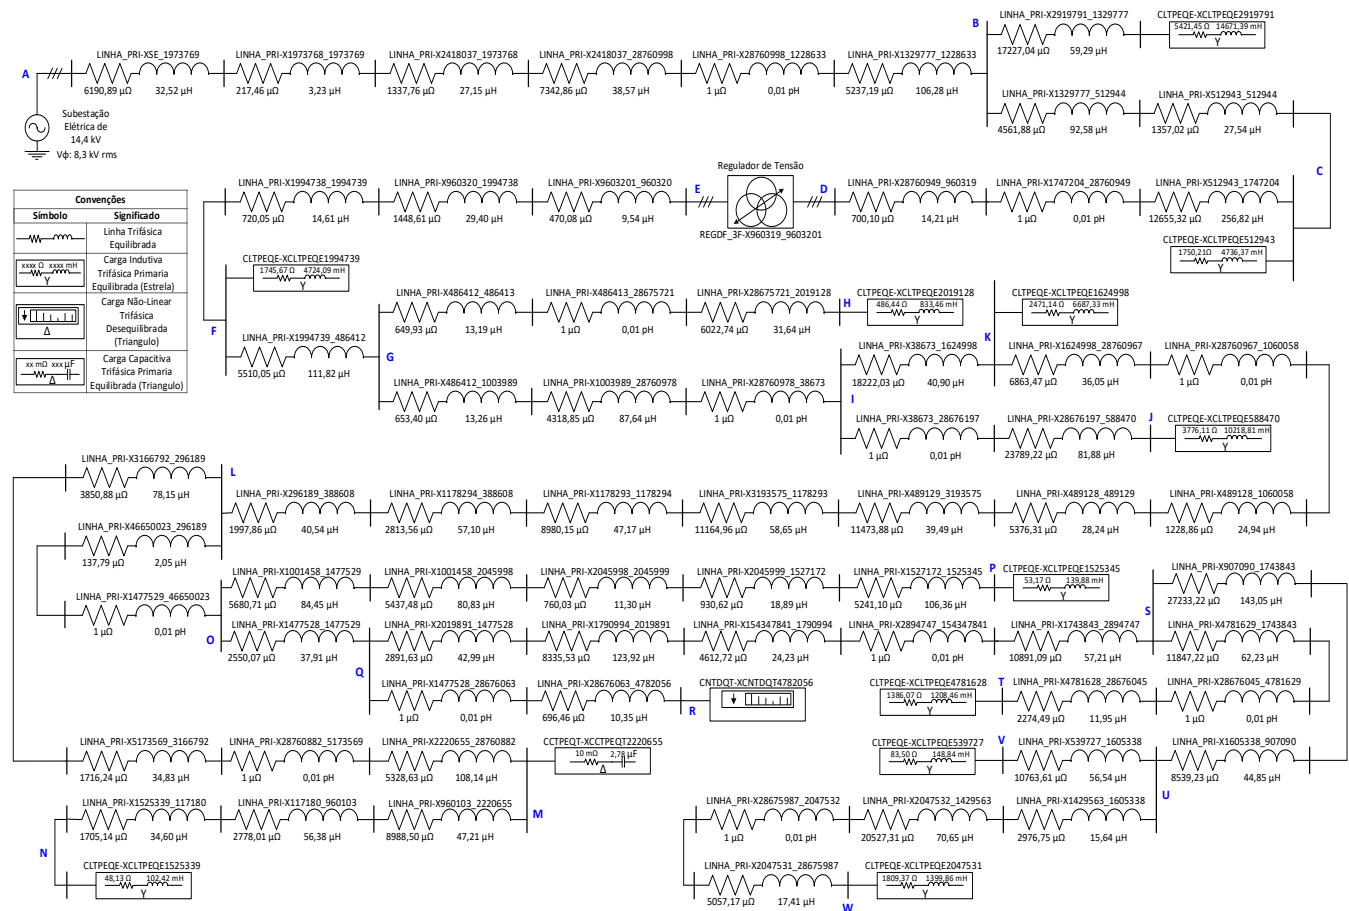 B
LINHA_PRI-X2919791_1329777
17227,04 µΩ 59,29 µH
CLTPEQE-XCLTPEQE2919791
5421,45 Ω 14671,39 mH
Y
A
LINHA_PRI-XSE_1973769
6190,89 µΩ 32,52 µH
LINHA_PRI-X1973768_1973769
217,46 µΩ 3,23 µH
LINHA_PRI-X2418037_1973768
1337,76 µΩ 27,15 µH
LINHA_PRI-X2418037_28760998
7342,86 µΩ 38,57 µH
LINHA_PRI-X28760998_1228633
1 µΩ 0,01 pH
LINHA_PRI-X1329777_1228633
5237,19 µΩ 106,28 µH
LINHA_PRI-X1329777_512944
4561,88 µΩ 92,58 µH
LINHA_PRI-X512943_512944
1357,02 µΩ 27,54 µH
Subestação
Elétrica de
14,4 kV
Vф: 8,3 kV rms
C
LINHA_PRI-X1994738_1994739
720,05 µΩ 14,61 µH
LINHA_PRI-X960320_1994738
1448,61 µΩ 29,40 µH
LINHA_PRI-X9603201_960320
470,08 µΩ 9,54 µH
E
Regulador de Tensão
REGDF_3F-X960319_9603201
D
LINHA_PRI-X28760949_960319
700,10 µΩ 14,21 µH
LINHA_PRI-X1747204_28760949
1 µΩ 0,01 pH
LINHA_PRI-X512943_1747204
12655,32 µΩ 256,82 µH
CLTPEQE-XCLTPEQE512943
1750,21Ω 4736,37 mH
Y
Convenções
Símbolo Significado
Linha Trifásica
Equilibrada
xxxx Ω xxxx mH
Y
Carga Indutiva
Trifásica Primaria
Equilibrada (Estrela)
Δ
Carga Não-Linear
Trifásica
Desequilibrada
(Triangulo)
xx mΩ xxx µF
Δ
Carga Capacitiva
Trifásica Primaria
Equilibrada (Triangulo)
CLTPEQE-XCLTPEQE1994739
1745,67 Ω 4724,09 mH
Y
F
LINHA_PRI-X1994739_486412
5510,05 µΩ 111,82 µH
G
LINHA_PRI-X486412_486413
649,93 µΩ 13,19 µH
LINHA_PRI-X486413_28675721
1 µΩ 0,01 pH
LINHA_PRI-X28675721_2019128
6022,74 µΩ 31,64 µH
H
CLTPEQE-XCLTPEQE2019128
486,44 Ω 833,46 mH
Y
CLTPEQE-XCLTPEQE1624998
2471,14 Ω 6687,33 mH
Y
K
LINHA_PRI-X486412_1003989
653,40 µΩ 13,26 µH
LINHA_PRI-X1003989_28760978
4318,85 µΩ 87,64 µH
LINHA_PRI-X28760978_38673
1 µΩ 0,01 pH
I
LINHA_PRI-X38673_1624998
18222,03 µΩ 40,90 µH
LINHA_PRI-X1624998_28760967
6863,47 µΩ 36,05 µH
LINHA_PRI-X28760967_1060058
1 µΩ 0,01 pH
LINHA_PRI-X38673_28676197
1 µΩ 0,01 pH
LINHA_PRI-X28676197_588470
23789,22 µΩ 81,88 µH
J
CLTPEQE-XCLTPEQE588470
3776,11 Ω 10218,81 mH
Y
LINHA_PRI-X3166792_296189
3850,88 µΩ 78,15 µH
L
LINHA_PRI-X296189_388608
1997,86 µΩ 40,54 µH
LINHA_PRI-X1178294_388608
2813,56 µΩ 57,10 µH
LINHA_PRI-X1178293_1178294
8980,15 µΩ 47,17 µH
LINHA_PRI-X3193575_1178293
11164,96 µΩ 58,65 µH
LINHA_PRI-X489129_3193575
11473,88 µΩ 39,49 µH
LINHA_PRI-X489128_489129
5376,31 µΩ 28,24 µH
LINHA_PRI-X489128_1060058
1228,86 µΩ 24,94 µH
LINHA_PRI-X46650023_296189
137,79 µΩ 2,05 µH
LINHA_PRI-X1477529_46650023
1 µΩ 0,01 pH
O
LINHA_PRI-X1001458_1477529
5680,71 µΩ 84,45 µH
LINHA_PRI-X1001458_2045998
5437,48 µΩ 80,83 µH
LINHA_PRI-X2045998_2045999
760,03 µΩ 11,30 µH
LINHA_PRI-X2045999_1527172
930,62 µΩ 18,89 µH
LINHA_PRI-X1527172_1525345
5241,10 µΩ 106,36 µH
P
CLTPEQE-XCLTPEQE1525345
53,17 Ω 139,88 mH
Y
LINHA_PRI-X907090_1743843
27233,22 µΩ 143,05 µH
S
LINHA_PRI-X1477528_1477529
2550,07 µΩ 37,91 µH
Q
LINHA_PRI-X2019891_1477528
2891,63 µΩ 42,99 µH
LINHA_PRI-X1790994_2019891
8335,53 µΩ 123,92 µH
LINHA_PRI-X154347841_1790994
4612,72 µΩ 24,23 µH
LINHA_PRI-X2894747_154347841
1 µΩ 0,01 pH
LINHA_PRI-X1743843_2894747
10891,09 µΩ 57,21 µH
LINHA_PRI-X4781629_1743843
11847,22 µΩ 62,23 µH
LINHA_PRI-X1477528_28676063
1 µΩ 0,01 pH
LINHA_PRI-X28676063_4782056
696,46 µΩ 10,35 µH
R
CNTDQT-XCNTDQT4782056
CLTPEQE-XCLTPEQE4781628
1386,07 Ω 1208,46 mH
Y
T
LINHA_PRI-X4781628_28676045
2274,49 µΩ 11,95 µH
LINHA_PRI-X28676045_4781629
1 µΩ 0,01 pH
LINHA_PRI-X5173569_3166792
1716,24 µΩ 34,83 µH
LINHA_PRI-X28760882_5173569
1 µΩ 0,01 pH
LINHA_PRI-X2220655_28760882
5328,63 µΩ 108,14 µH
CCTPEQT-XCCTPEQT2220655
10 mΩ 2,78 µF
Δ
CLTPEQE-XCLTPEQE539727
83,50 Ω 148,84 mH
Y
V
LINHA_PRI-X539727_1605338
10763,61 µΩ 56,54 µH
LINHA_PRI-X1605338_907090
8539,23 µΩ 44,85 µH
U
LINHA_PRI-X1525339_117180
1705,14 µΩ 34,60 µH
LINHA_PRI-X117180_960103
2778,01 µΩ 56,38 µH
LINHA_PRI-X960103_2220655
8988,50 µΩ 47,21 µH
M
LINHA_PRI-X28675987_2047532
1 µΩ 0,01 pH
LINHA_PRI-X2047532_1429563
20527,31 µΩ 70,65 µH
LINHA_PRI-X1429563_1605338
2976,75 µΩ 15,64 µH
N
CLTPEQE-XCLTPEQE1525339
48,13 Ω 102,42 mH
Y
LINHA_PRI-X2047531_28675987
5057,17 µΩ 17,41 µH
W
CLTPEQE-XCLTPEQE2047531
1809,37 Ω 1399,86 mH
Y